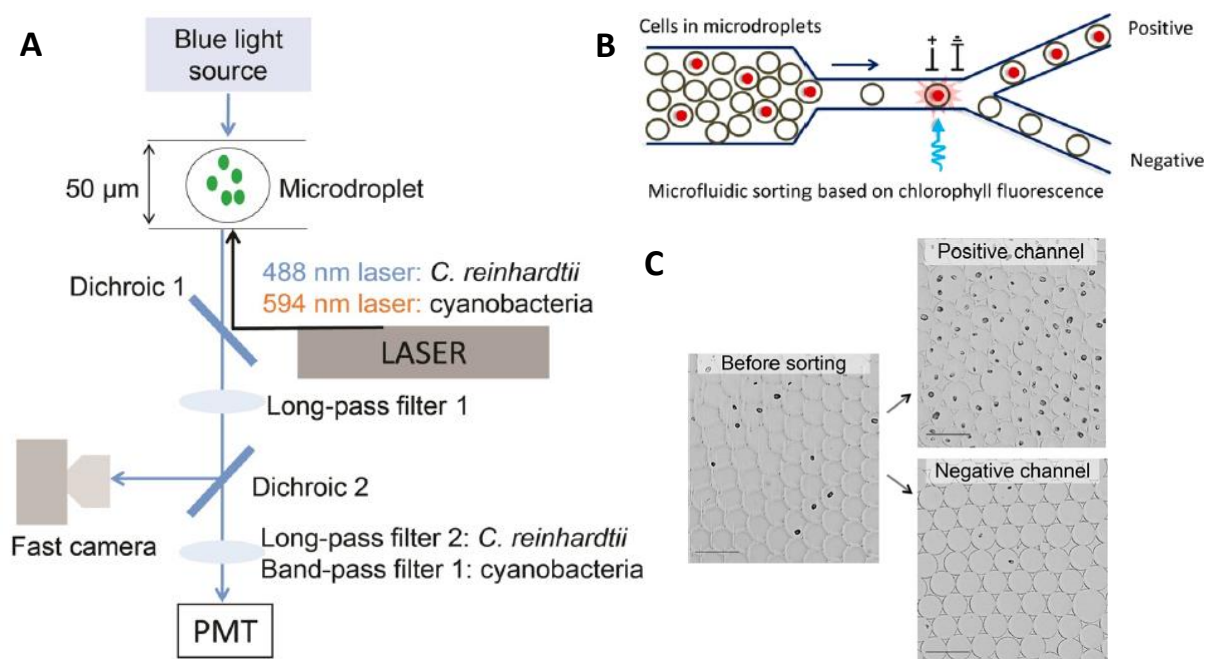 A
Blue light
source
50 µm
Microdroplet
Dichroic 1
488 nm laser: C. reinhardtii
594 nm laser: cyanobacteria
LASER
Long-pass filter 1
Dichroic 2
Fast camera
Long-pass filter 2: C. reinhardtii
Band-pass filter 1: cyanobacteria
PMT
B
Cells in microdroplets
+
Positive
Negative
Microfluidic sorting based on chlorophyll fluorescence
C
Before sorting
Positive channel
Negative channel